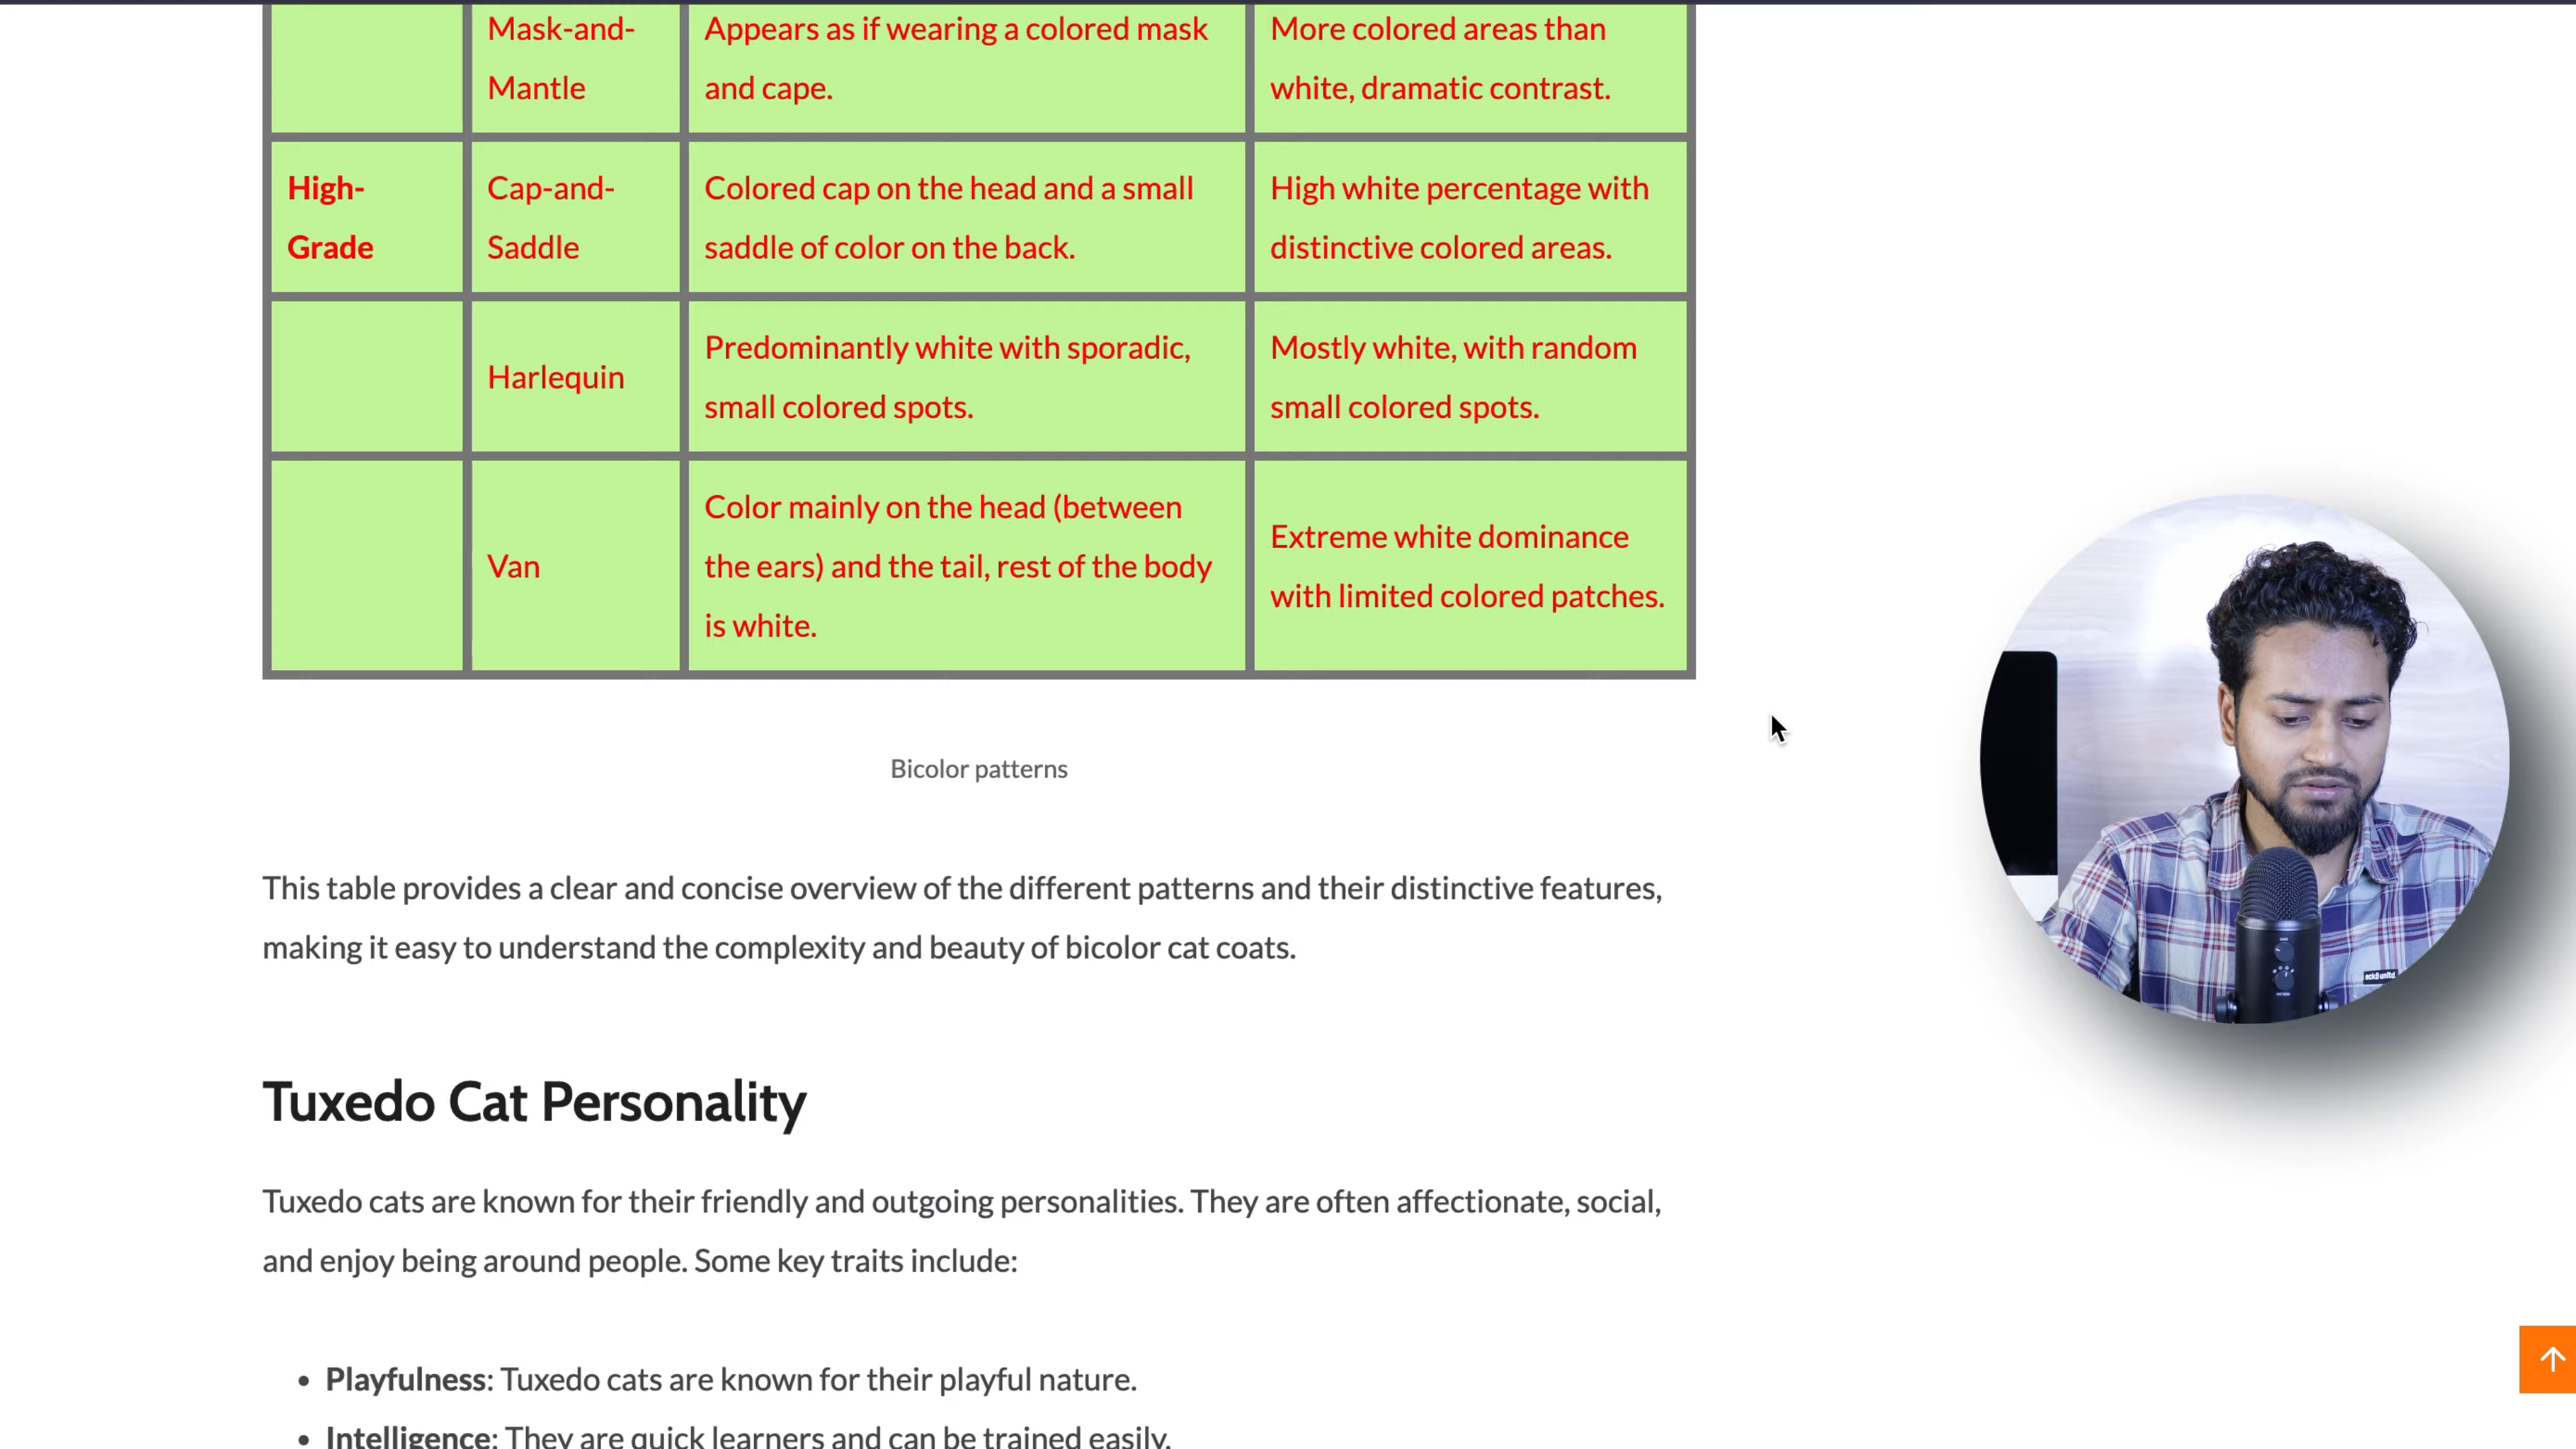 Mask-and-
Mantle
Appears as if wearing a colored mask
and cape.
More colored areas than
white, dramatic contrast.
High-
Grade
Cap-and-
Saddle
Colored cap on the head and a small
saddle of color on the back.
High white percentage with
distinctive colored areas.
Harlequin
Predominantly white with sporadic,
small colored spots.
Mostly white, with random
small colored spots.
Van
Color mainly on the head (between
the ears) and the tail, rest of the body
is white.
Extreme white dominance
with limited colored patches.
Bicolor patterns
This table provides a clear and concise overview of the different patterns and their distinctive features,
making it easy to understand the complexity and beauty of bicolor cat coats.
Tuxedo Cat Personality
Tuxedo cats are known for their friendly and outgoing personalities. They are often affectionate, social,
and enjoy being around people. Some key traits include:
• Playfulness: Tuxedo cats are known for their playful nature.
• Intelligence: They are quick learners and can be trained easily.